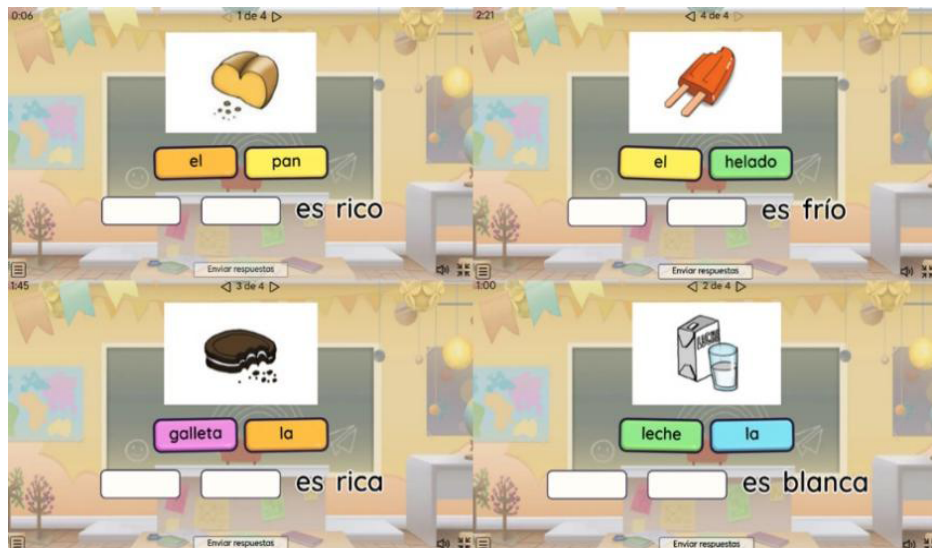 0:06
1 de 4
el pan
es rico
Enviar respuestas
2:21
4 de 4
el helado
es frío
Enviar respuestas
1:45
3 de 4
galleta la
es rica
Enviar respuestas
1:00
2 de 4
leche la
es blanca
Enviar respuestas